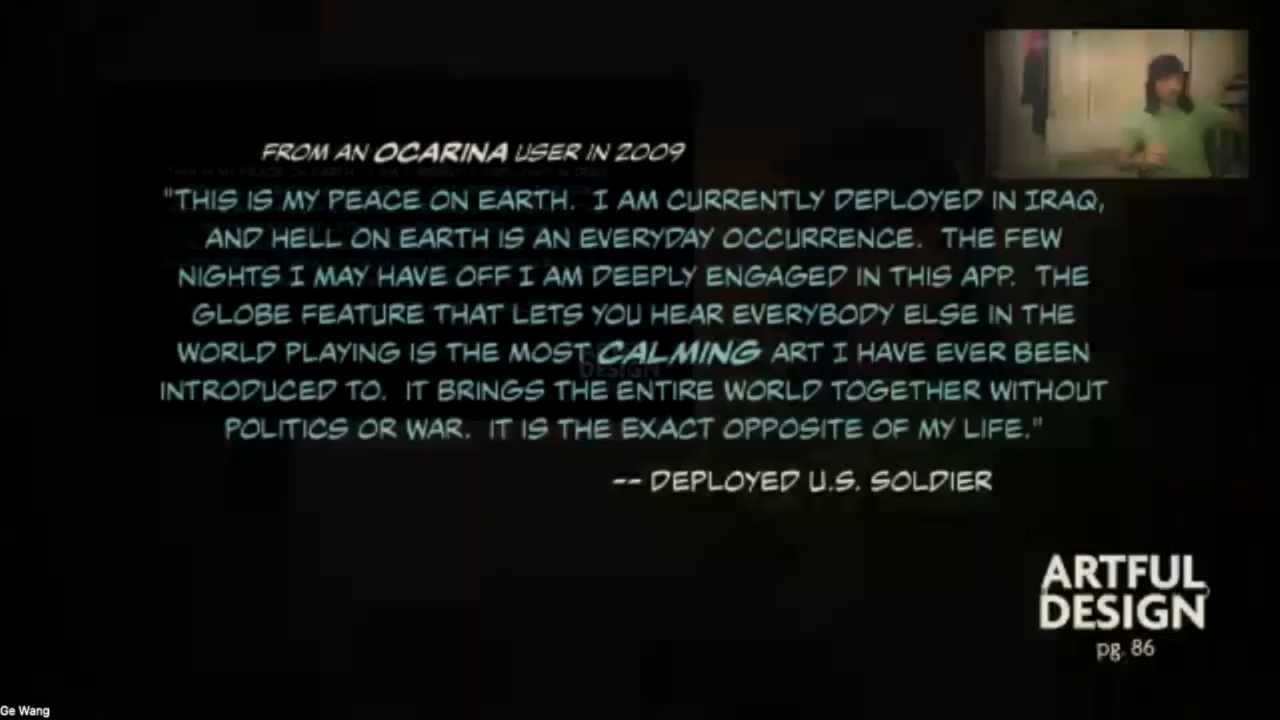 FROM AN OCARINA USER IN 2009
"THIS IS MY PEACE ON EARTH. I AM CURRENTLY DEPLOYED IN IRAQ,
AND HELL ON EARTH IS AN EVERYDAY OCCURRENCE. THE FEW
NIGHTS I MAY HAVE OFF I AM DEEPLY ENGAGED IN THIS APP. THE
GLOBE FEATURE THAT LETS YOU HEAR EVERYBODY ELSE IN THE
WORLD PLAYING IS THE MOST CALMING ART I HAVE EVER BEEN
INTRODUCED TO. IT BRINGS THE ENTIRE WORLD TOGETHER WITHOUT
POLITICS OR WAR. IT IS THE EXACT OPPOSITE OF MY LIFE."
-- DEPLOYED U.S. SOLDIER
ARTFUL
DESIGN
pg. 86
Ge Wang